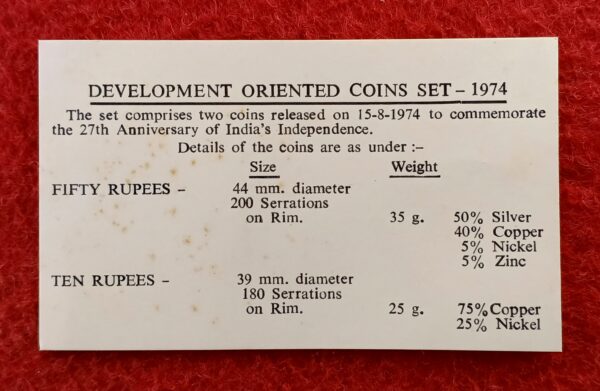 DEVELOPMENT ORIENTED COINS SET – 1974
The set comprises two coins released on 15-8-1974 to commemorate
the 27th Anniversary of India's Independence.
Details of the coins are as under :–
Size Weight
FIFTY RUPEES – 44 mm. diameter
200 Serrations
on Rim. 35 g. 50% Silver
40% Copper
5% Nickel
5% Zinc
TEN RUPEES – 39 mm. diameter
180 Serrations
on Rim. 25 g. 75% Copper
25% Nickel